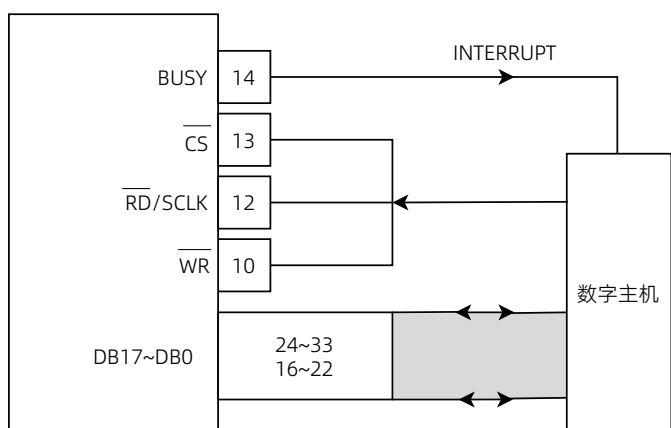 INTERRUPT
BUSY 14
CS 13
RD/SCLK 12
WR 10
数字主机
DB17~DB0
24~33
16~22